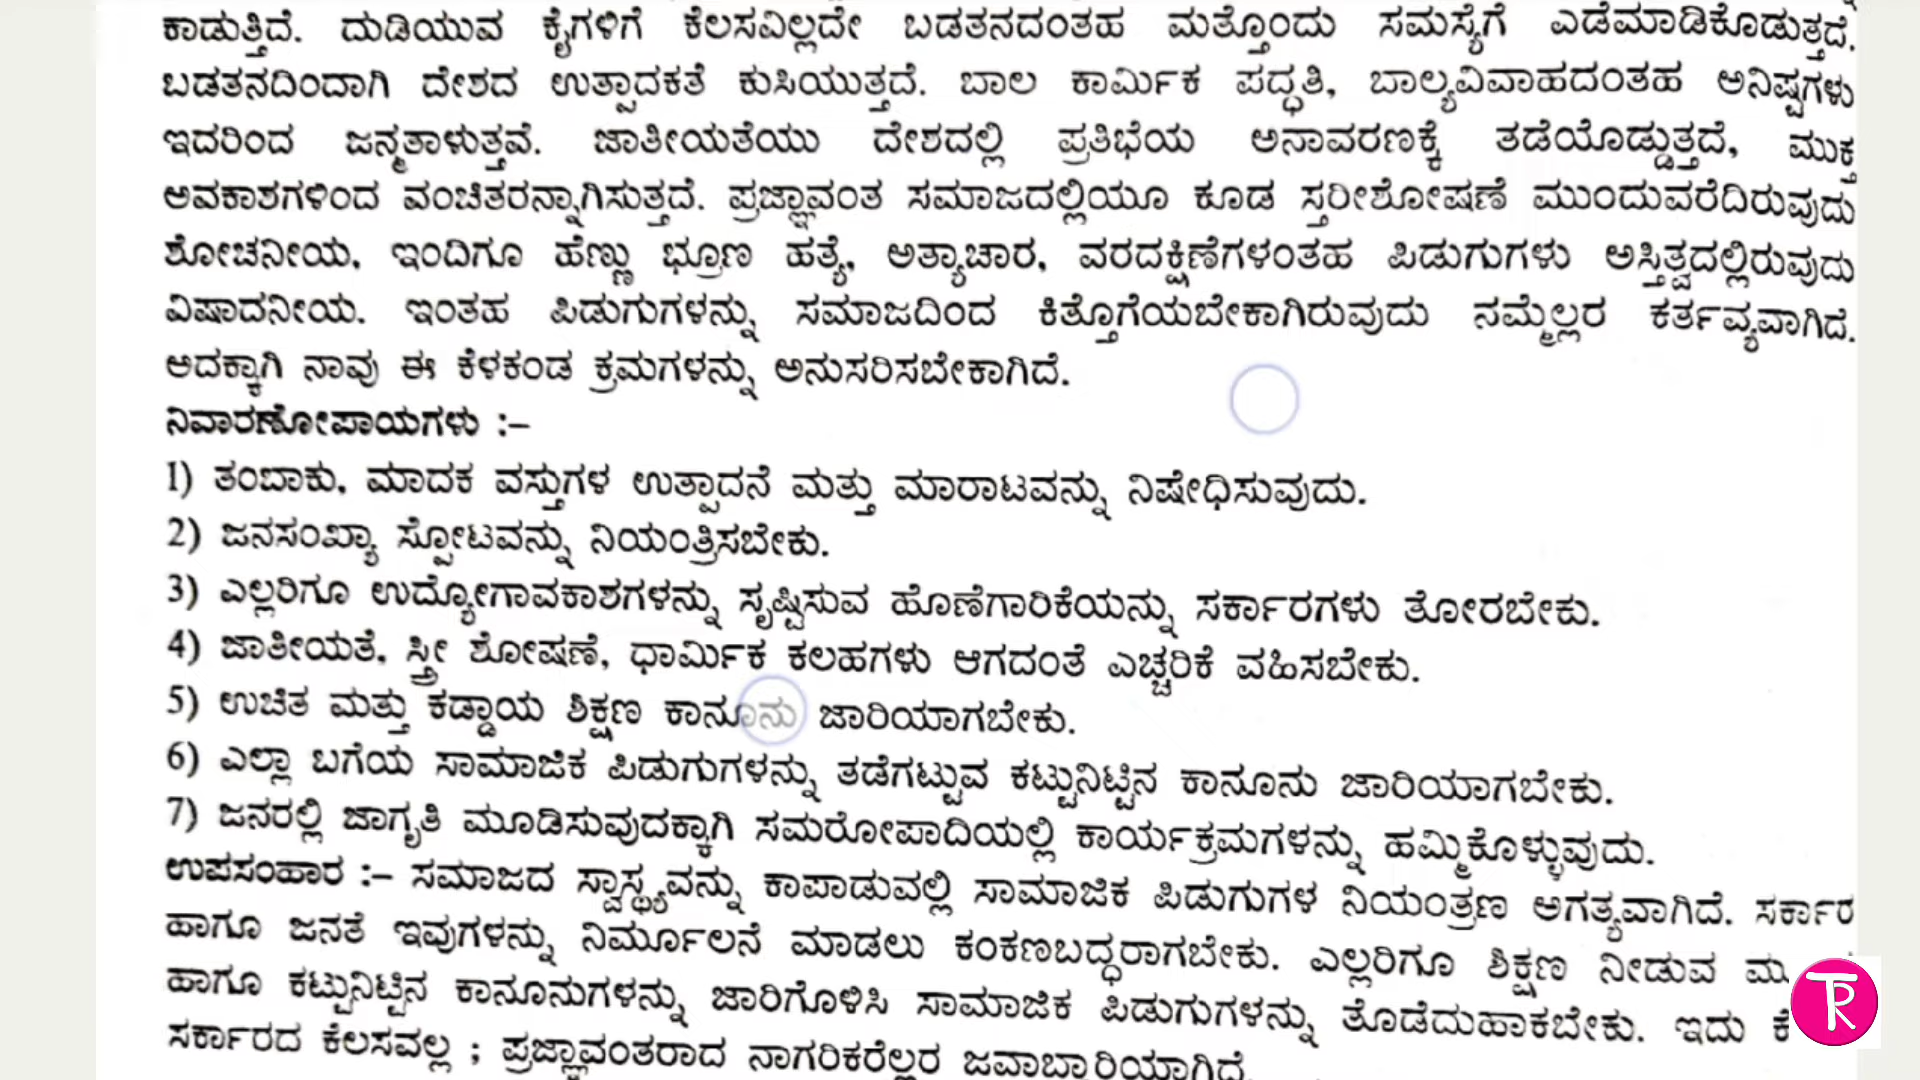 ಕಾಡುತ್ತಿದೆ. ದುಡಿಯುವ ಕೈಗಳಿಗೆ ಕೆಲಸವಿಲ್ಲದೇ ಬಡತನದಂತಹ ಮತ್ತೊಂದು ಸಮಸ್ಯೆಗೆ ಎಡೆಮಾಡಿಕೊಡುತ್ತದೆ.
ಬಡತನದಿಂದಾಗಿ ದೇಶದ ಉತ್ಪಾದಕತೆ ಕುಸಿಯುತ್ತದೆ. ಬಾಲ ಕಾರ್ಮಿಕ ಪದ್ಧತಿ, ಬಾಲ್ಯವಿವಾಹದಂತಹ ಅನಿಷ್ಟಗಳು
ಇದರಿಂದ ಜನ್ಮತಾಳುತ್ತವೆ. ಜಾತೀಯತೆಯು ದೇಶದಲ್ಲಿ ಪ್ರತಿಭೆಯ ಅನಾವರಣಕ್ಕೆ ತಡೆಯೊಡ್ಡುತ್ತದೆ, ಮುಕ್ತ
ಅವಕಾಶಗಳಿಂದ ವಂಚಿತರನ್ನಾಗಿಸುತ್ತದೆ. ಪ್ರಜ್ಞಾವಂತ ಸಮಾಜದಲ್ಲಿಯೂ ಕೂಡ ಸ್ತರೀಶೋಷಣೆ ಮುಂದುವರೆದಿರುವುದು
ಶೋಚನೀಯ, ಇಂದಿಗೂ ಹೆಣ್ಣು ಭ್ರೂಣ ಹತ್ಯೆ, ಅತ್ಯಾಚಾರ, ವರದಕ್ಷಿಣೆಗಳಂತಹ ಪಿಡುಗುಗಳು ಅಸ್ತಿತ್ವದಲ್ಲಿರುವುದು
ವಿಷಾದನೀಯ. ಇಂತಹ ಪಿಡುಗುಗಳನ್ನು ಸಮಾಜದಿಂದ ಕಿತ್ತೊಗೆಯಬೇಕಾಗಿರುವುದು ನಮ್ಮೆಲ್ಲರ ಕರ್ತವ್ಯವಾಗಿದೆ.
ಅದಕ್ಕಾಗಿ ನಾವು ಈ ಕೆಳಕಂಡ ಕ್ರಮಗಳನ್ನು ಅನುಸರಿಸಬೇಕಾಗಿದೆ.
ನಿವಾರಣೋಪಾಯಗಳು :–
1) ತಂಬಾಕು, ಮಾದಕ ವಸ್ತುಗಳ ಉತ್ಪಾದನೆ ಮತ್ತು ಮಾರಾಟವನ್ನು ನಿಷೇಧಿಸುವುದು.
2) ಜನಸಂಖ್ಯಾ ಸ್ಪೋಟವನ್ನು ನಿಯಂತ್ರಿಸಬೇಕು.
3) ಎಲ್ಲರಿಗೂ ಉದ್ಯೋಗಾವಕಾಶಗಳನ್ನು ಸೃಷ್ಟಿಸುವ ಹೊಣೆಗಾರಿಕೆಯನ್ನು ಸರ್ಕಾರಗಳು ತೋರಬೇಕು.
4) ಜಾತೀಯತೆ, ಸ್ತ್ರೀ ಶೋಷಣೆ, ಧಾರ್ಮಿಕ ಕಲಹಗಳು ಆಗದಂತೆ ಎಚ್ಚರಿಕೆ ವಹಿಸಬೇಕು.
5) ಉಚಿತ ಮತ್ತು ಕಡ್ಡಾಯ ಶಿಕ್ಷಣ ಕಾನೂನು ಜಾರಿಯಾಗಬೇಕು.
6) ಎಲ್ಲಾ ಬಗೆಯ ಸಾಮಾಜಿಕ ಪಿಡುಗುಗಳನ್ನು ತಡೆಗಟ್ಟುವ ಕಟ್ಟುನಿಟ್ಟಿನ ಕಾನೂನು ಜಾರಿಯಾಗಬೇಕು.
7) ಜನರಲ್ಲಿ ಜಾಗೃತಿ ಮೂಡಿಸುವುದಕ್ಕಾಗಿ ಸಮರೋಪಾದಿಯಲ್ಲಿ ಕಾರ್ಯಕ್ರಮಗಳನ್ನು ಹಮ್ಮಿಕೊಳ್ಳುವುದು.
ಉಪಸಂಹಾರ :– ಸಮಾಜದ ಸ್ವಾಸ್ಥ್ಯವನ್ನು ಕಾಪಾಡುವಲ್ಲಿ ಸಾಮಾಜಿಕ ಪಿಡುಗುಗಳ ನಿಯಂತ್ರಣ ಅಗತ್ಯವಾಗಿದೆ. ಸರ್ಕಾರ
ಹಾಗೂ ಜನತೆ ಇವುಗಳನ್ನು ನಿರ್ಮೂಲನೆ ಮಾಡಲು ಕಂಕಣಬದ್ಧರಾಗಬೇಕು. ಎಲ್ಲರಿಗೂ ಶಿಕ್ಷಣ ನೀಡುವ
ಹಾಗೂ ಕಟ್ಟುನಿಟ್ಟಿನ ಕಾನೂನುಗಳನ್ನು ಜಾರಿಗೊಳಿಸಿ ಸಾಮಾಜಿಕ ಪಿಡುಗುಗಳನ್ನು ತೊಡೆದುಹಾಕಬೇಕು. ಇದು
ಸರ್ಕಾರದ ಕೆಲಸವಲ್ಲ ; ಪ್ರಜ್ಞಾವಂತರಾದ ನಾಗರಿಕರೆಲ್ಲರ ಜವಾಬ್ದಾರಿಯಾಗಿದೆ.